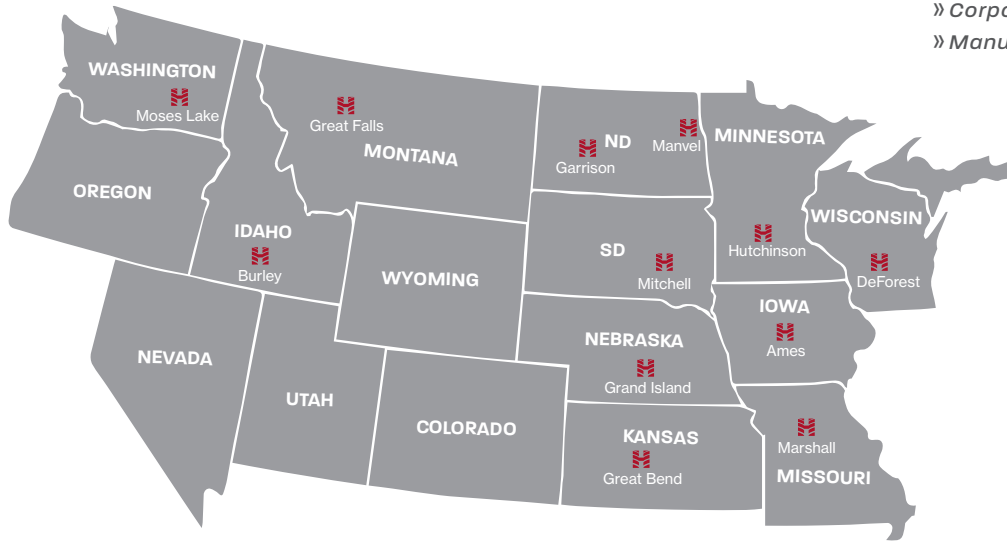 » Corpo
» Manu
WASHINGTON
Moses Lake
Great Falls
MONTANA
ND
Garrison
Manvel
MINNESOTA
OREGON
IDAHO
Burley
WYOMING
SD
Mitchell
Hutchinson
WISCONSIN
DeForest
IOWA
Ames
NEVADA
UTAH
COLORADO
NEBRASKA
Grand Island
KANSAS
Great Bend
Marshall
MISSOURI